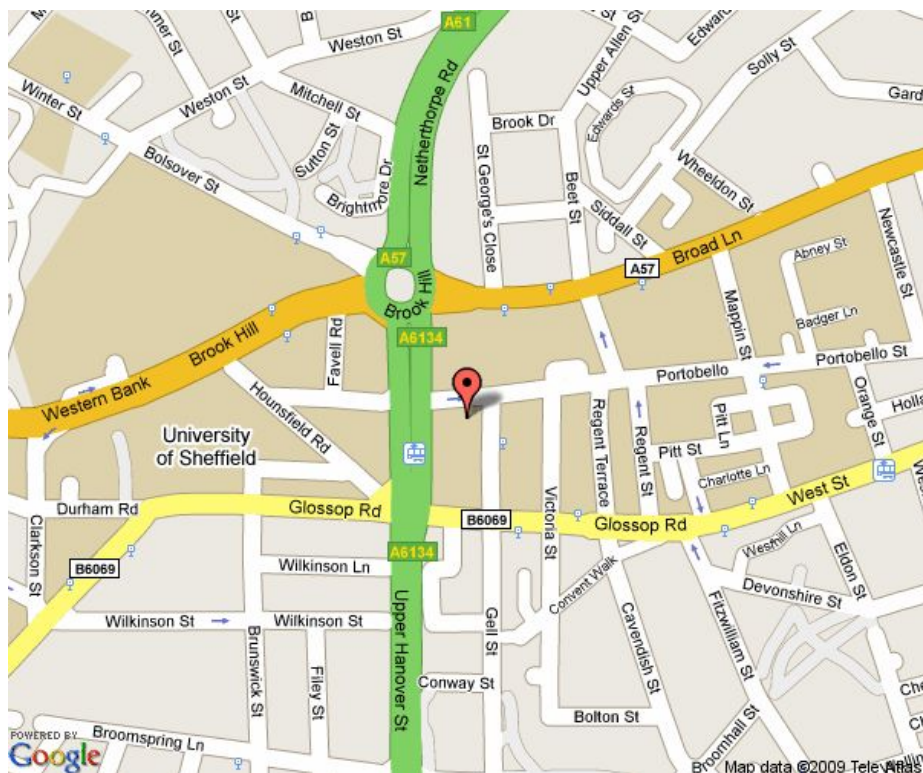 A61
Weston St
Winter St
Weston St
Mitchell St
Netherthorpe Rd
Upper Allen St
Solly St
Brook Dr
Edwards St
Sutton St
Bolsover St
Brightmore Dr
St George's Close
Beet St
Wheeldon St
Siddall St
Newcastle St
A57
Brook Hill
A57
Broad Ln
Abney St
Mappin St
Badger Ln
A6134
Brook Hill
Favell Rd
Western Bank
Portobello
Portobello St
Hounsfield Rd
Orange St
University
of Sheffield
Regent Terrace
Regent St
Pitt Ln
Pitt St
Charlotte Ln
West St
Durham Rd
Glossop Rd
B6069
Glossop Rd
Clarkson St
Victoria St
A6134
Westhill Ln
Eldon St
B6069
Wilkinson Ln
Convent Walk
Devonshire St
Wilkinson St
Wilkinson St
Gell St
Brunswick St
Filey St
Upper Hanover St
Cavendish St
Fitzwilliam St
Conway St
Bolton St
Broomhall St
Broomspring Ln
POWERED BY
Google
Map data ©2009 Tele Atlas